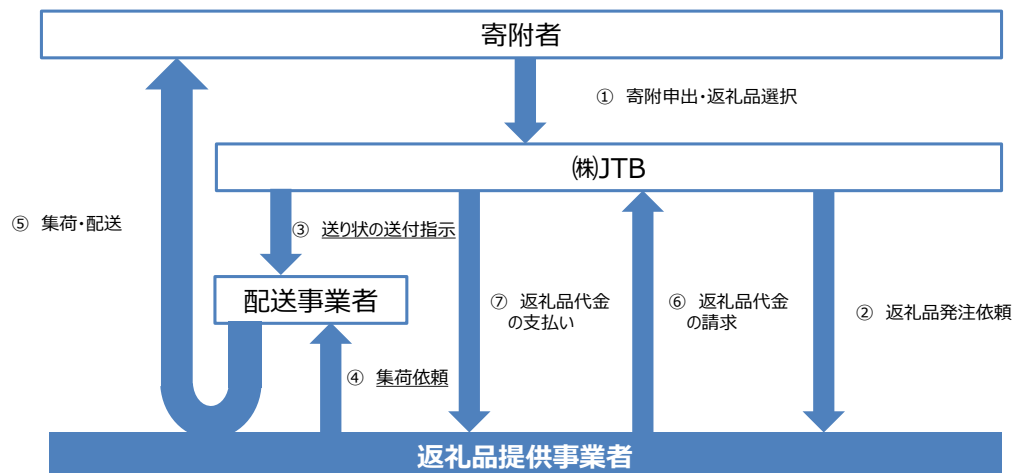 寄附者
① 寄附申出・返礼品選択
㈱JTB
⑤ 集荷・配送
③ 送り状の送付指示
配送事業者
⑦ 返礼品代金
の支払い
⑥ 返礼品代金
の請求
② 返礼品発注依頼
④ 集荷依頼
返礼品提供事業者